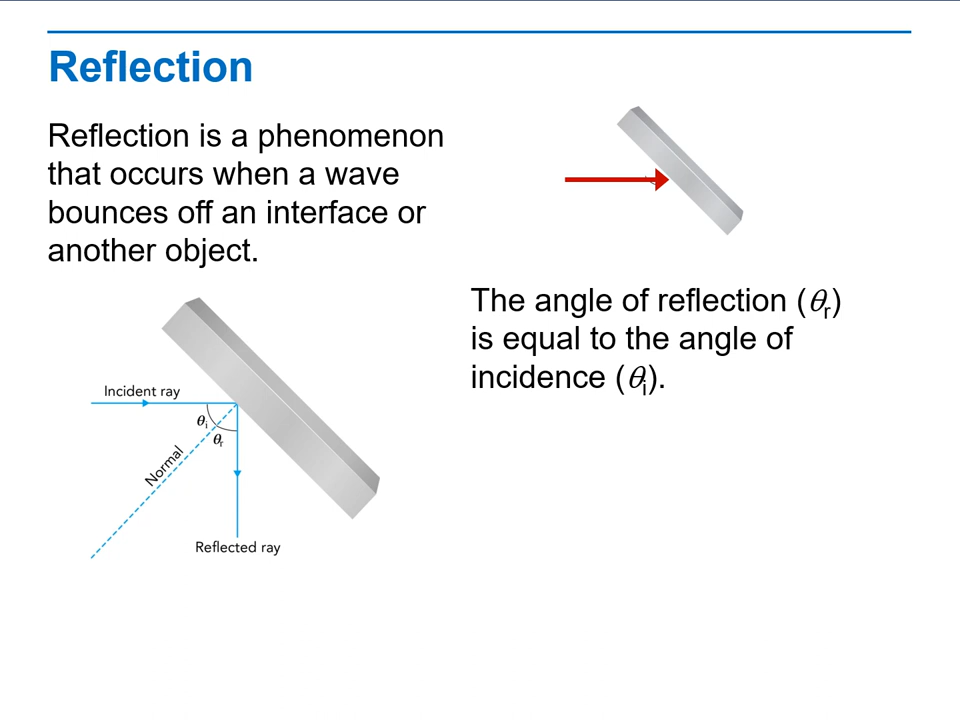 Reflection
Reflection is a phenomenon
that occurs when a wave
bounces off an interface or
another object.
The angle of reflection (θr)
is equal to the angle of
incidence (θi).
Incident ray
θi
θr
Normal
Reflected ray